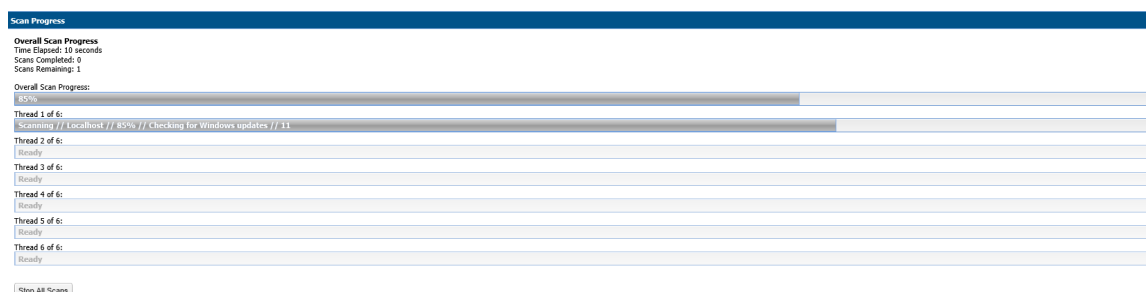 Scan Progress
Overall Scan Progress
Time Elapsed: 10 seconds
Scans Completed: 0
Scans Remaining: 1
Overall Scan Progress:
85%
Thread 1 of 6:
Scanning // Localhost // 85% // Checking for Windows updates // 11
Thread 2 of 6:
Ready
Thread 3 of 6:
Ready
Thread 4 of 6:
Ready
Thread 5 of 6:
Ready
Thread 6 of 6:
Ready
Stop All Scans